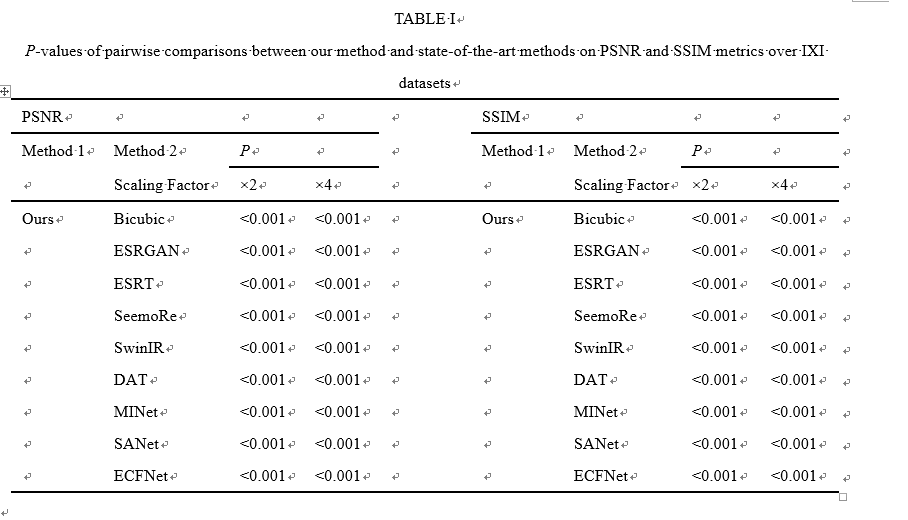 TABLE I
P-values of pairwise comparisons between our method and state-of-the-art methods on PSNR and SSIM metrics over IXI
datasets
PSNR SSIM
Method 1 Method 2 P Method 1 Method 2 P
Scaling Factor ×2 ×4 Scaling Factor ×2 ×4
Ours Bicubic <0.001 <0.001 Ours Bicubic <0.001 <0.001
ESRGAN <0.001 <0.001 ESRGAN <0.001 <0.001
ESRT <0.001 <0.001 ESRT <0.001 <0.001
SeemoRe <0.001 <0.001 SeemoRe <0.001 <0.001
SwinIR <0.001 <0.001 SwinIR <0.001 <0.001
DAT <0.001 <0.001 DAT <0.001 <0.001
MINet <0.001 <0.001 MINet <0.001 <0.001
SANet <0.001 <0.001 SANet <0.001 <0.001
ECFNet <0.001 <0.001 ECFNet <0.001 <0.001